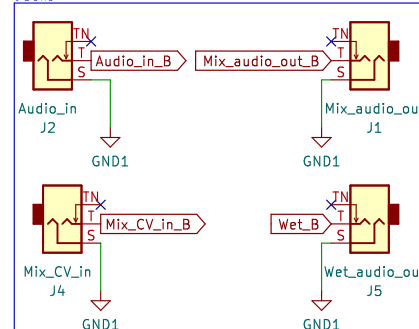 TN
T Audio_in_B
S
Audio_in
J2
GND1
TN
Mix_audio_out_B T
S
Mix_audio_ou
J1
GND1
TN
T Mix_CV_in_B
S
Mix_CV_in
J4
GND1
TN
Wet_B T
S
Wet_audio_ou
J5
GND1